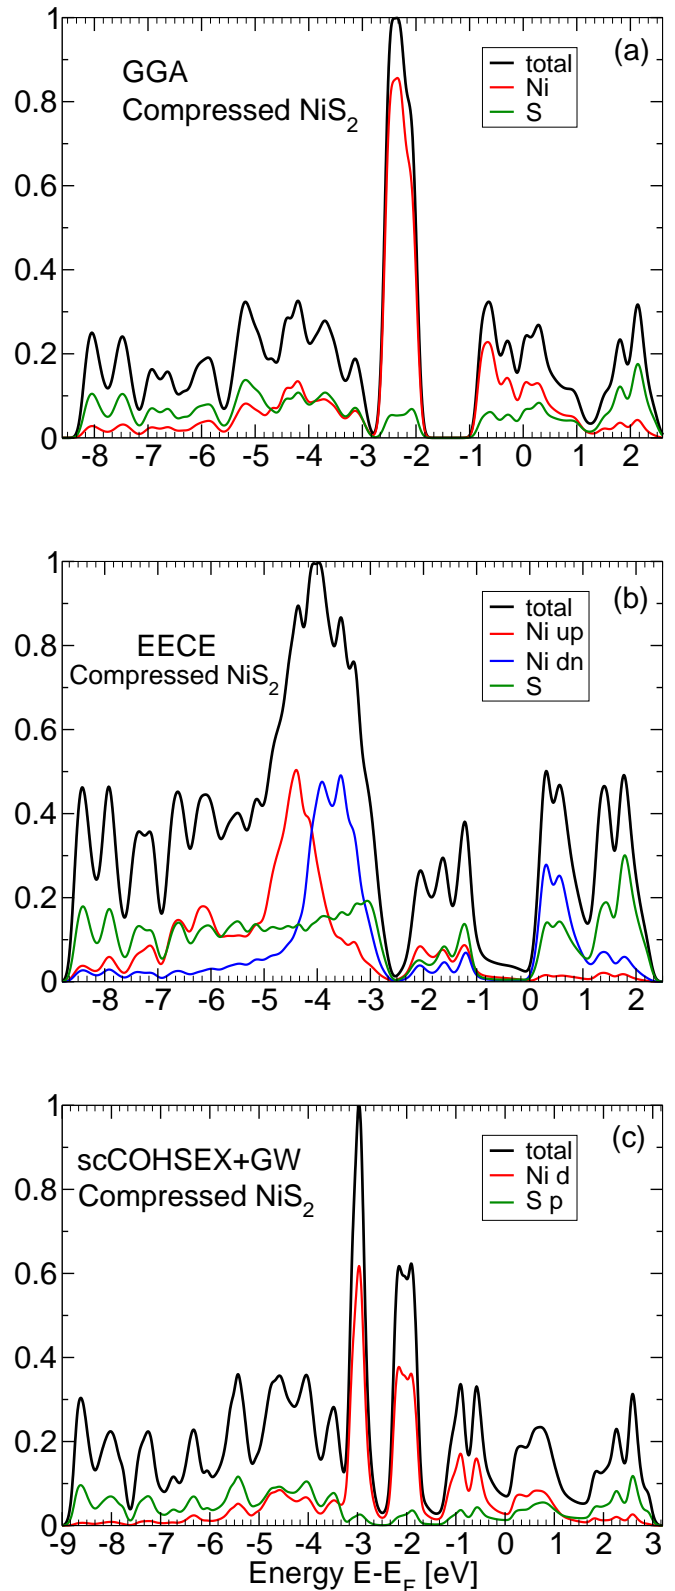 1
(a)
GGA
Compressed NiS2
total
Ni
S
0.8
0.6
0.4
0.2
0
-8 -7 -6 -5 -4 -3 -2 -1 0 1 2
1
(b)
EECE
Compressed NiS2
total
Ni up
Ni dn
S
0.8
0.6
0.4
0.2
0
-8 -7 -6 -5 -4 -3 -2 -1 0 1 2
1
(c)
scCOHSEX+GW
Compressed NiS2
total
Ni d
S p
0.8
0.6
0.4
0.2
0
-9 -8 -7 -6 -5 -4 -3 -2 -1 0 1 2 3
Energy E-EF [eV]